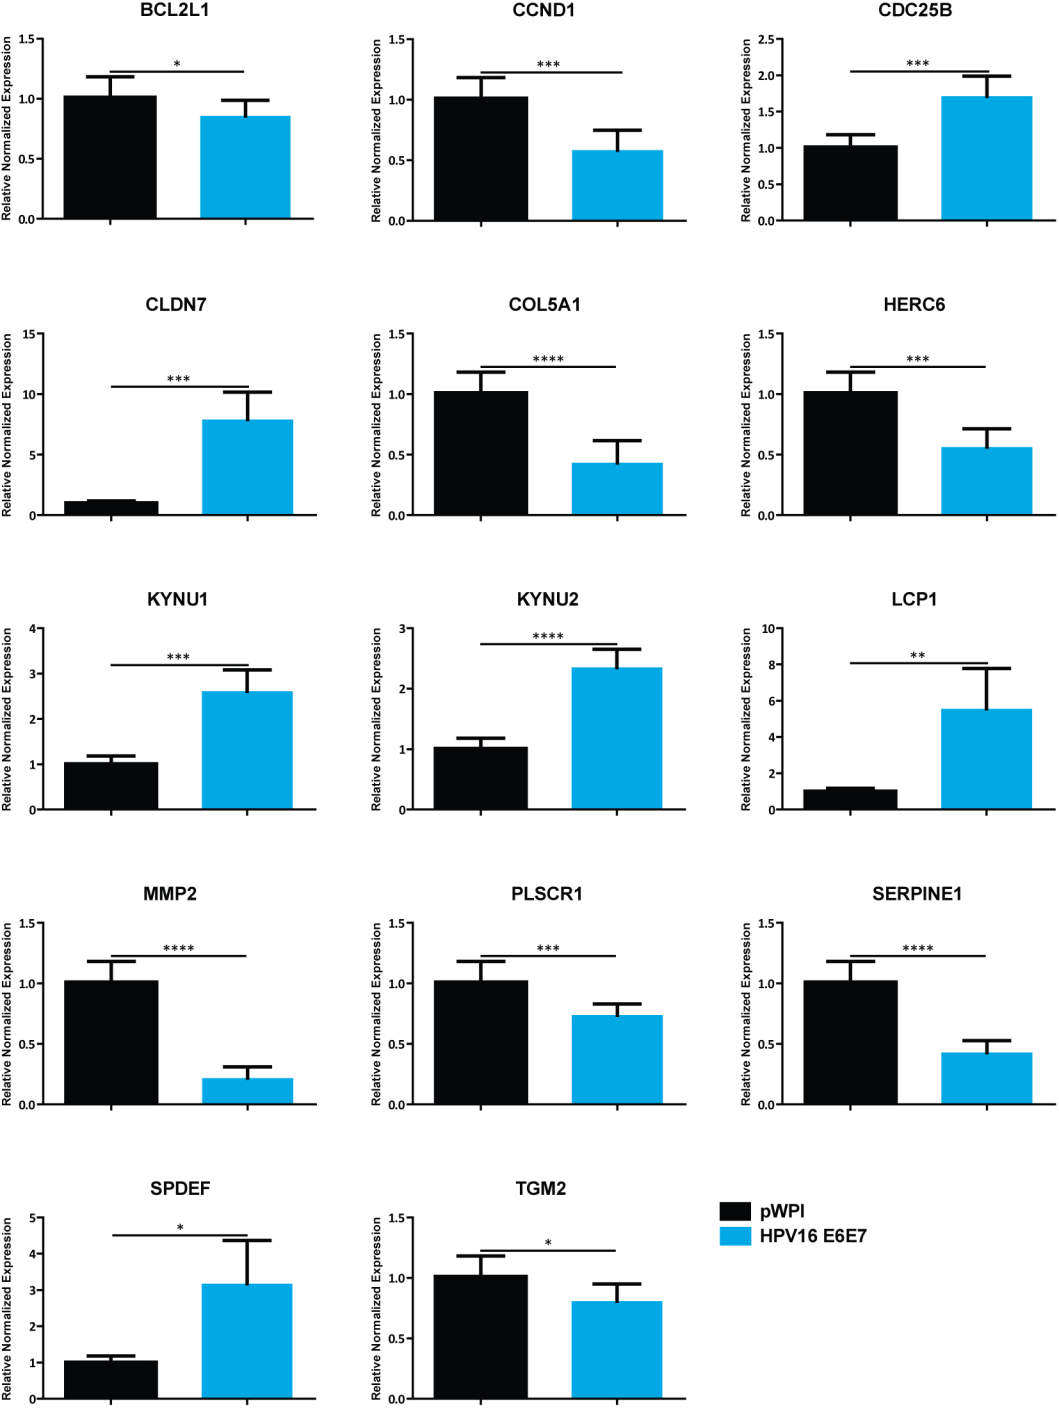 BCL2L1
CCND1
CDC25B
Relative Normalized Expression
1.5
1.0
0.5
0.0
*
Relative Normalized Expression
1.5
1.0
0.5
0.0
***
Relative Normalized Expression
2.5
2.0
1.5
1.0
0.5
0.0
***
CLDN7
COL5A1
HERC6
Relative Normalized Expression
15
10
5
0
***
Relative Normalized Expression
1.5
1.0
0.5
0.0
****
Relative Normalized Expression
1.5
1.0
0.5
0.0
***
KYNU1
KYNU2
LCP1
Relative Normalized Expression
4
3
2
1
0
***
Relative Normalized Expression
3
2
1
0
****
Relative Normalized Expression
10
8
6
4
2
0
**
MMP2
PLSCR1
SERPINE1
Relative Normalized Expression
1.5
1.0
0.5
0.0
****
Relative Normalized Expression
1.5
1.0
0.5
0.0
***
Relative Normalized Expression
1.5
1.0
0.5
0.0
****
SPDEF
TGM2
Relative Normalized Expression
5
4
3
2
1
0
*
Relative Normalized Expression
1.5
1.0
0.5
0.0
*
pWPI
HPV16 E6E7